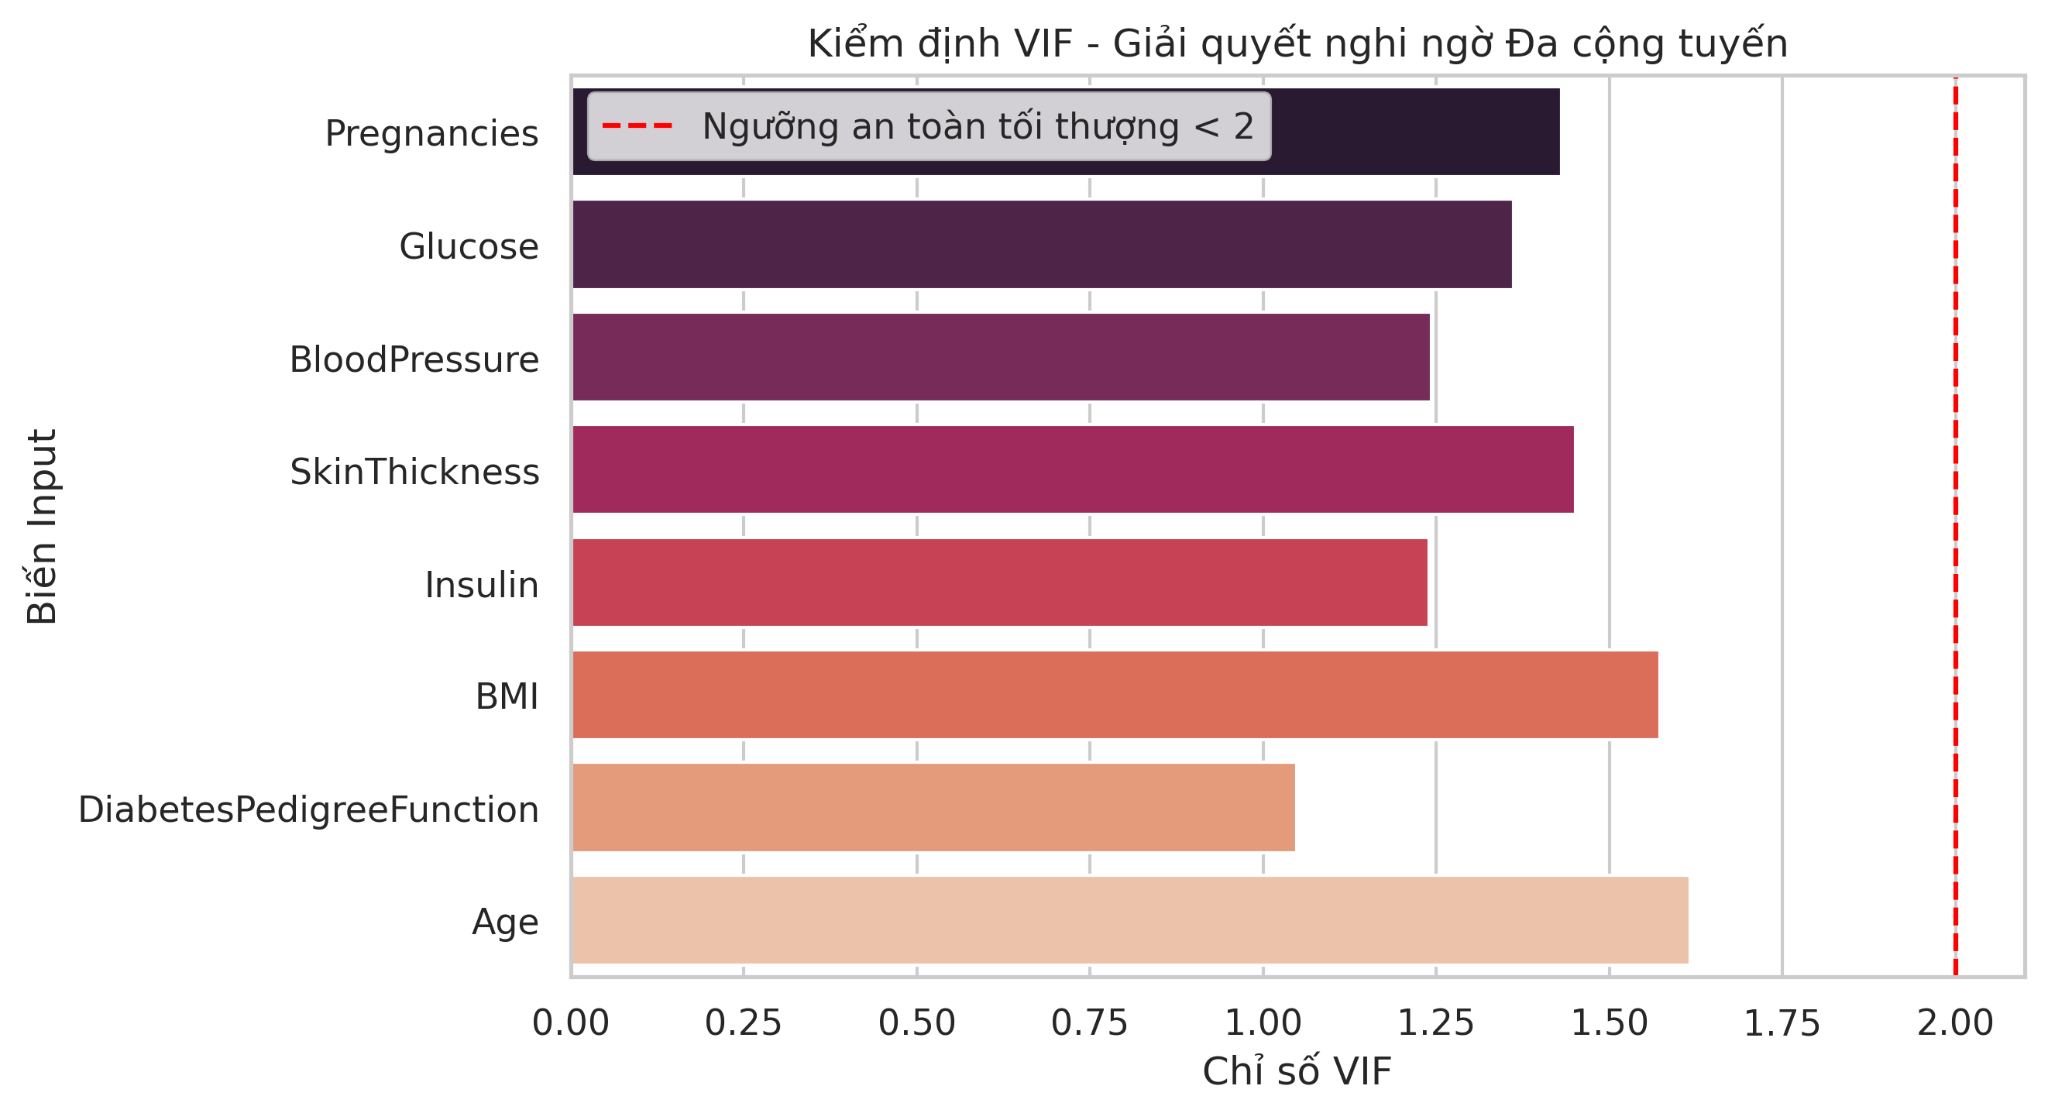 Kiểm định VIF - Giải quyết nghi ngờ Đa cộng tuyến
Ngưỡng an toàn tối thượng < 2
Biến Input
Pregnancies
Glucose
BloodPressure
SkinThickness
Insulin
BMI
DiabetesPedigreeFunction
Age
0.00 0.25 0.50 0.75 1.00 1.25 1.50 1.75 2.00
Chỉ số VIF